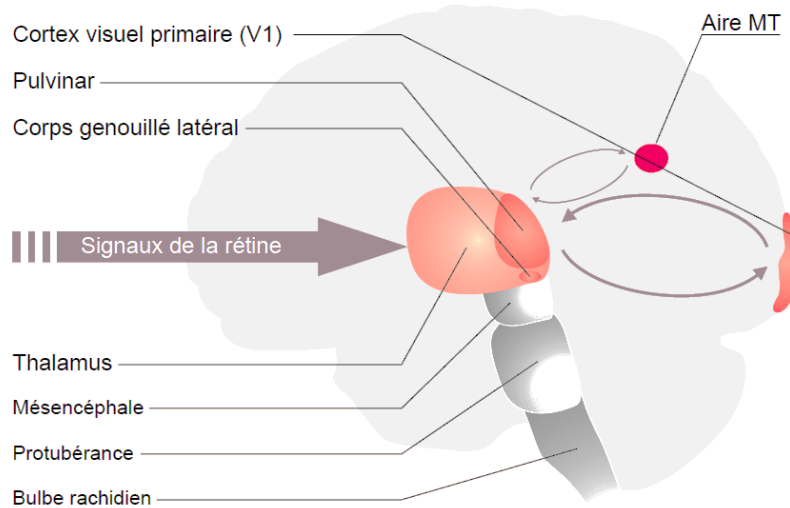 Cortex visuel primaire (V1)
Aire MT
Pulvinar
Corps genouillé latéral
Signaux de la rétine
Thalamus
Mésencéphale
Protubérance
Bulbe rachidien